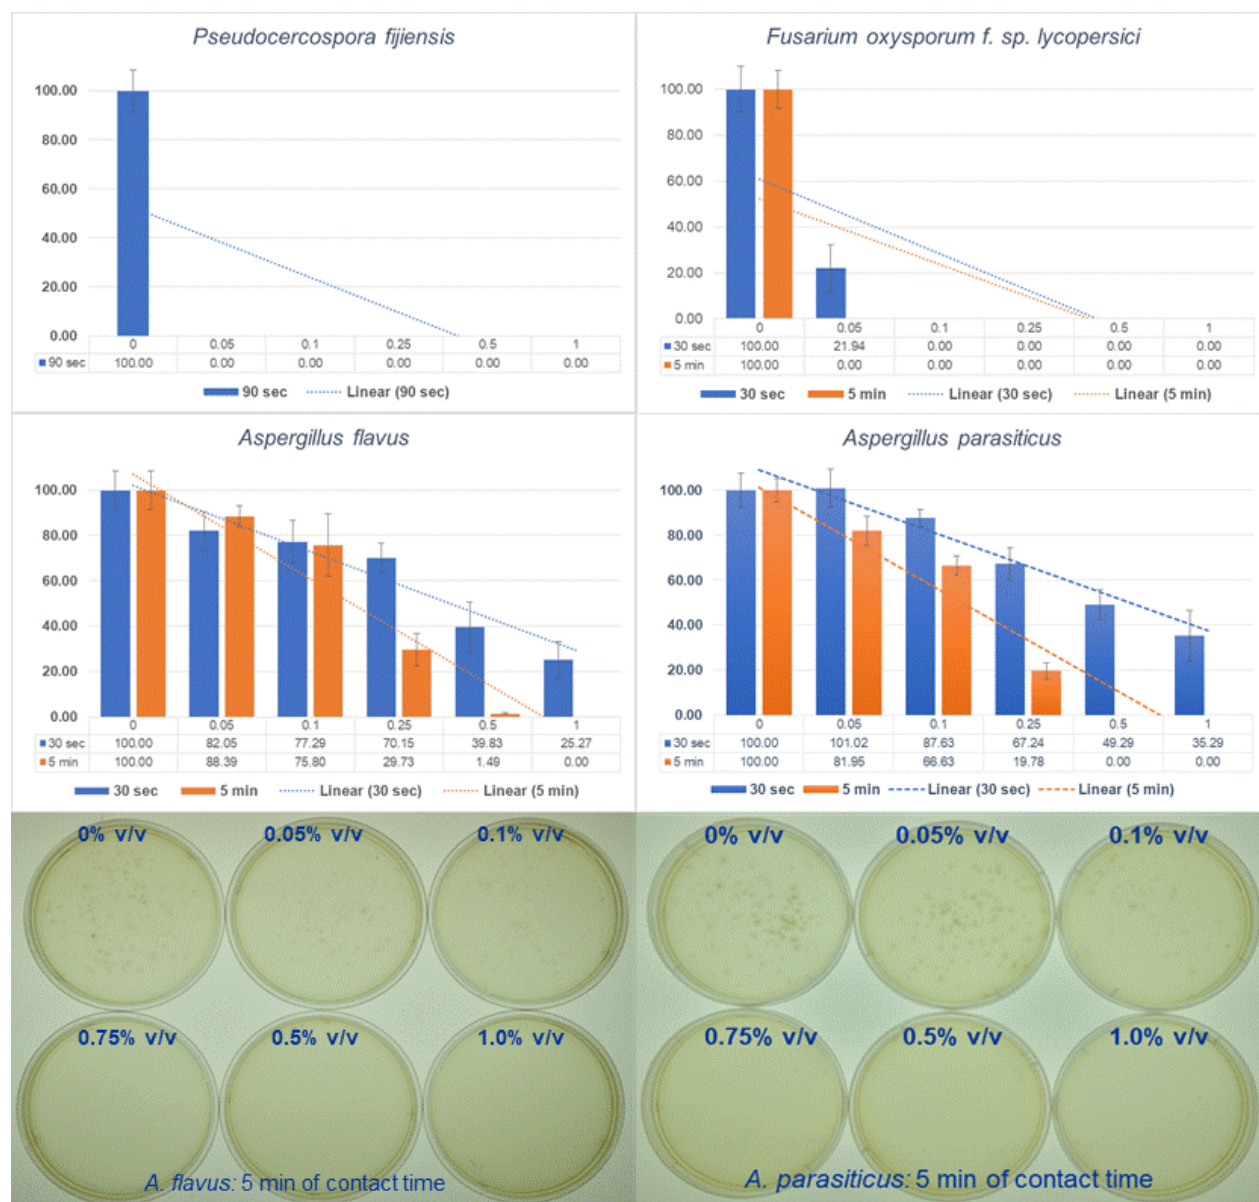 Pseudocercospora fijiensis
100.00
80.00
60.00
40.00
20.00
0.00
0 0.05 0.1 0.25 0.5 1
90 sec 100.00 0.00 0.00 0.00 0.00 0.00
90 sec Linear (90 sec)
Fusarium oxysporum f. sp. lycopersici
100.00
80.00
60.00
40.00
20.00
0.00
0 0.05 0.1 0.25 0.5 1
30 sec 100.00 21.94 0.00 0.00 0.00 0.00
5 min 100.00 0.00 0.00 0.00 0.00 0.00
30 sec 5 min Linear (30 sec) Linear (5 min)
Aspergillus flavus
100.00
80.00
60.00
40.00
20.00
0.00
0 0.05 0.1 0.25 0.5 1
30 sec 100.00 82.05 77.29 70.15 39.83 25.27
5 min 100.00 88.39 75.80 29.73 1.49 0.00
30 sec 5 min Linear (30 sec) Linear (5 min)
Aspergillus parasiticus
100.00
80.00
60.00
40.00
20.00
0.00
0 0.05 0.1 0.25 0.5 1
30 sec 100.00 101.02 87.63 67.24 49.29 35.29
5 min 100.00 81.95 66.63 19.78 0.00 0.00
30 sec 5 min Linear (30 sec) Linear (5 min)
0% v/v 0.05% v/v 0.1% v/v
0.75% v/v 0.5% v/v 1.0% v/v
A. flavus: 5 min of contact time
0% v/v 0.05% v/v 0.1% v/v
0.75% v/v 0.5% v/v 1.0% v/v
A. parasiticus: 5 min of contact time